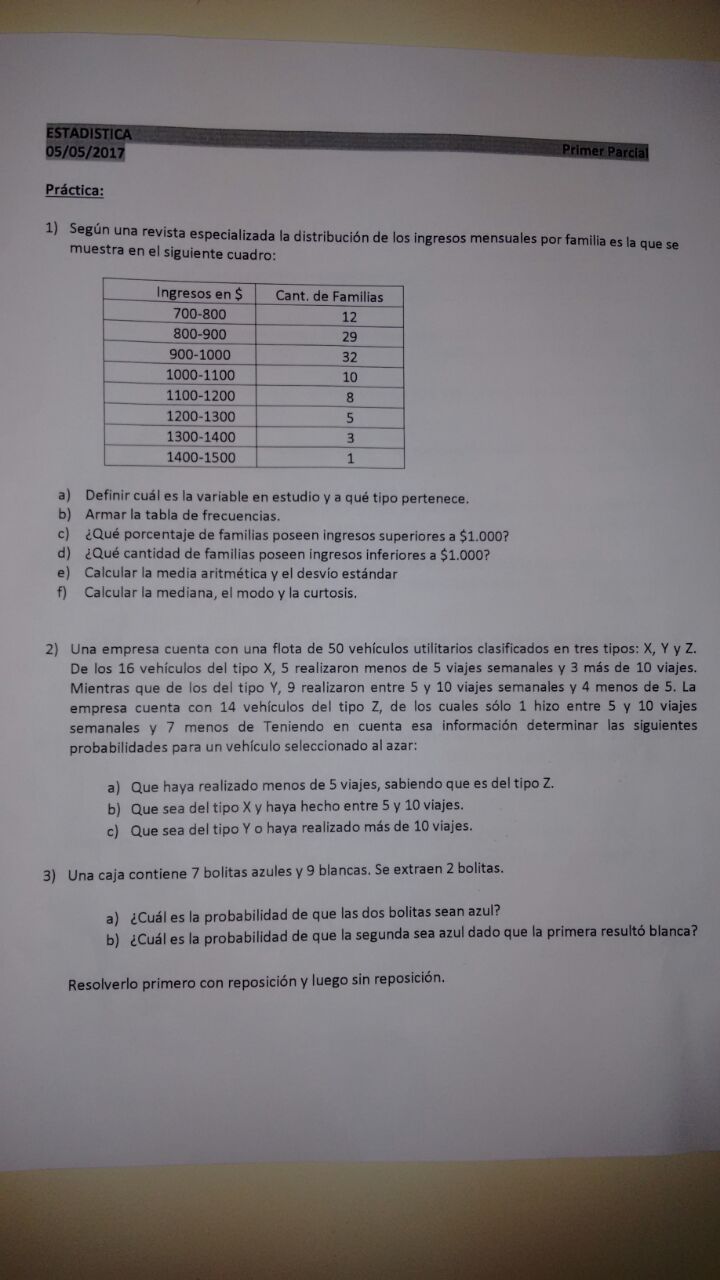 ESTADISTICA
05/05/2017 Primer Parcial
Práctica:
1) Según una revista especializada la distribución de los ingresos mensuales por familia es la que se
muestra en el siguiente cuadro:
Ingresos en $ Cant. de Familias
700-800 12
800-900 29
900-1000 32
1000-1100 10
1100-1200 8
1200-1300 5
1300-1400 3
1400-1500 1
a) Definir cuál es la variable en estudio y a qué tipo pertenece.
b) Armar la tabla de frecuencias.
c) ¿Qué porcentaje de familias poseen ingresos superiores a $1.000?
d) ¿Qué cantidad de familias poseen ingresos inferiores a $1.000?
e) Calcular la media aritmética y el desvío estándar
f) Calcular la mediana, el modo y la curtosis.
2) Una empresa cuenta con una flota de 50 vehículos utilitarios clasificados en tres tipos: X, Y y Z.
De los 16 vehículos del tipo X, 5 realizaron menos de 5 viajes semanales y 3 más de 10 viajes.
Mientras que de los del tipo Y, 9 realizaron entre 5 y 10 viajes semanales y 4 menos de 5. La
empresa cuenta con 14 vehículos del tipo Z, de los cuales sólo 1 hizo entre 5 y 10 viajes
semanales y 7 menos de Teniendo en cuenta esa información determinar las siguientes
probabilidades para un vehículo seleccionado al azar:
a) Que haya realizado menos de 5 viajes, sabiendo que es del tipo Z.
b) Que sea del tipo X y haya hecho entre 5 y 10 viajes.
c) Que sea del tipo Y o haya realizado más de 10 viajes.
3) Una caja contiene 7 bolitas azules y 9 blancas. Se extraen 2 bolitas.
a) ¿Cuál es la probabilidad de que las dos bolitas sean azul?
b) ¿Cuál es la probabilidad de que la segunda sea azul dado que la primera resultó blanca?
Resolverlo primero con reposición y luego sin reposición.